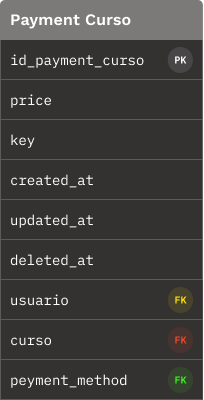 Payment Curso
id_payment_curso PK
price
key
created_at
updated_at
deleted_at
usuario FK
curso FK
peyment_method FK